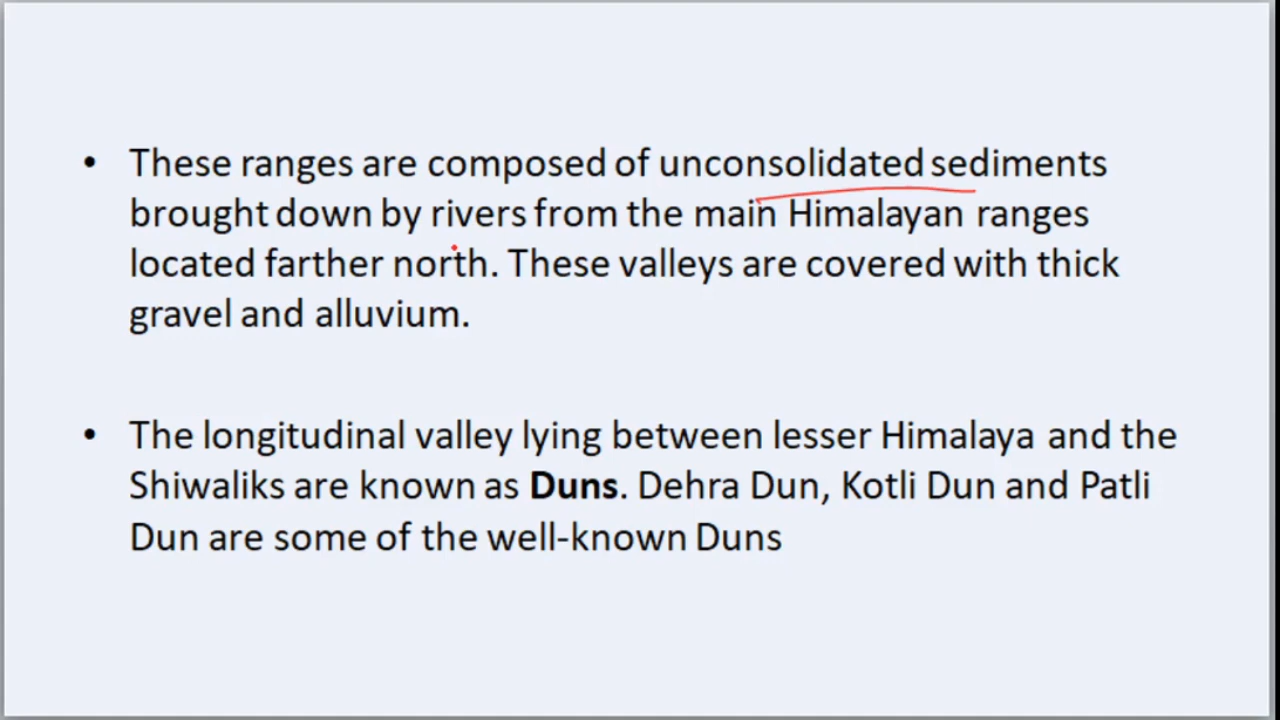 • These ranges are composed of unconsolidated sediments
brought down by rivers from the main Himalayan ranges
located farther north. These valleys are covered with thick
gravel and alluvium.
• The longitudinal valley lying between lesser Himalaya and the
Shiwaliks are known as Duns. Dehra Dun, Kotli Dun and Patli
Dun are some of the well-known Duns